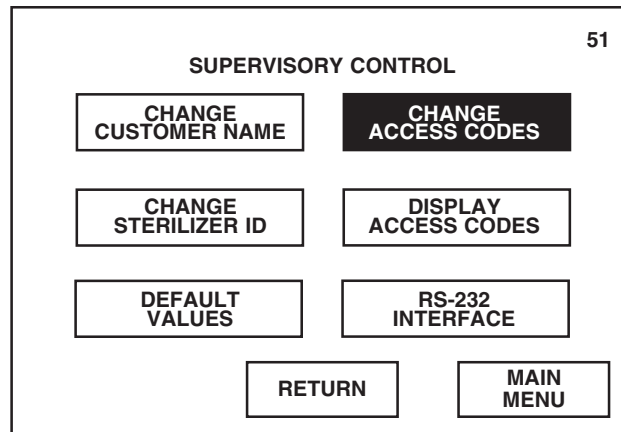 51
SUPERVISORY CONTROL
CHANGE
CUSTOMER NAME
CHANGE
ACCESS CODES
CHANGE
STERILIZER ID
DISPLAY
ACCESS CODES
DEFAULT
VALUES
RS-232
INTERFACE
RETURN
MAIN
MENU